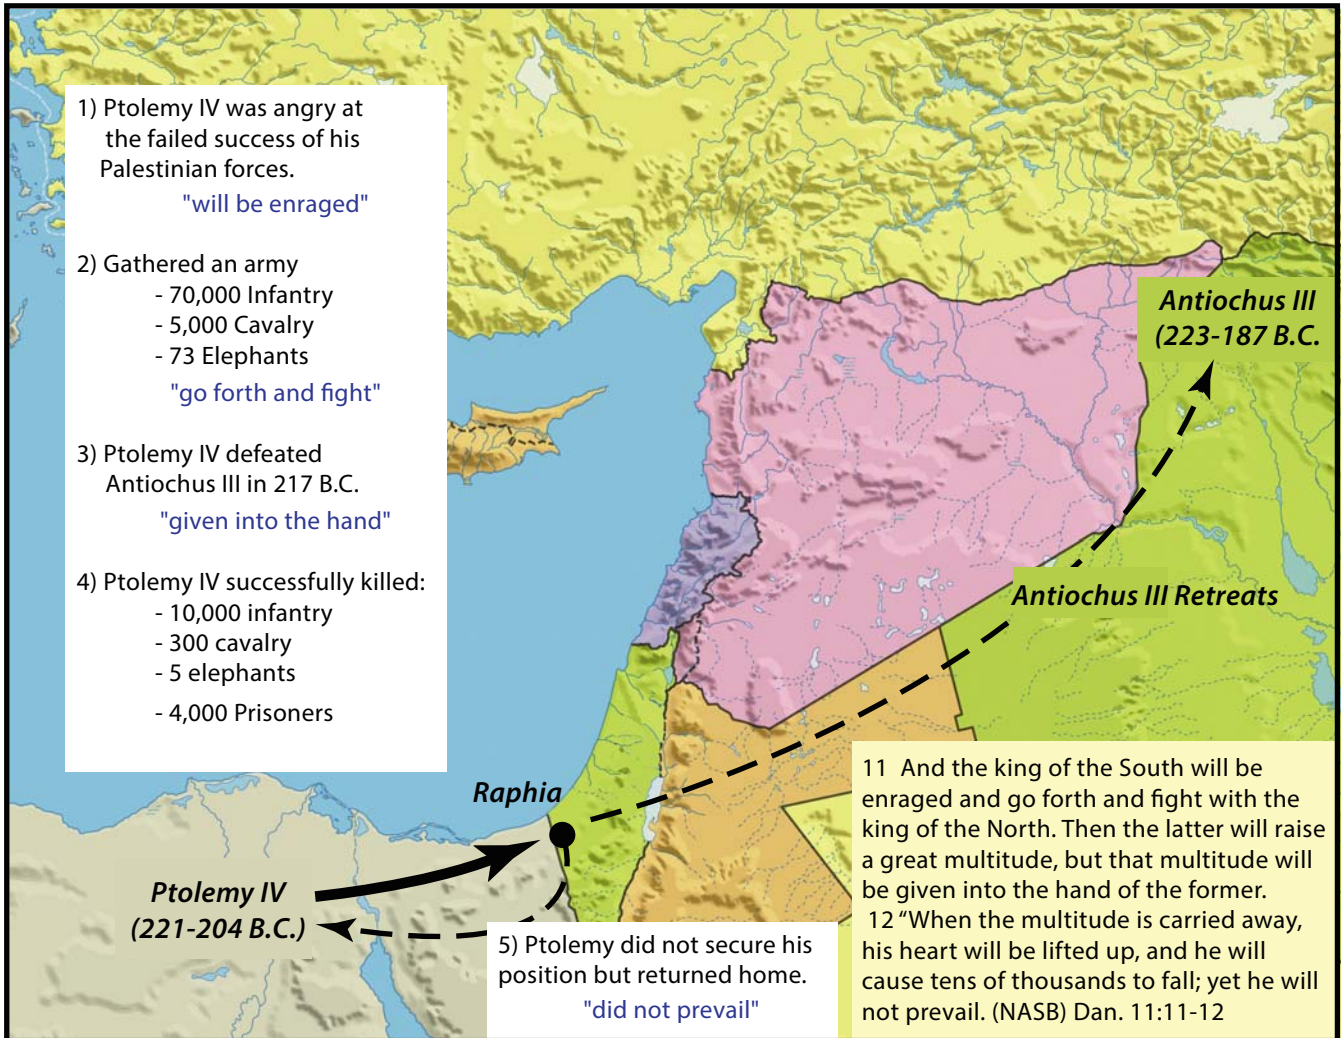 1) Ptolemy IV was angry at
the failed success of his
Palestinian forces.
"will be enraged"
2) Gathered an army
- 70,000 Infantry
- 5,000 Cavalry
- 73 Elephants
"go forth and fight"
3) Ptolemy IV defeated
Antiochus III in 217 B.C.
"given into the hand"
4) Ptolemy IV successfully killed:
- 10,000 infantry
- 300 cavalry
- 5 elephants
- 4,000 Prisoners
Antiochus III
(223-187 B.C.
Antiochus III Retreats
Raphia
Ptolemy IV
(221-204 B.C.)
5) Ptolemy did not secure his
position but returned home.
"did not prevail"
11 And the king of the South will be
enraged and go forth and fight with the
king of the North. Then the latter will raise
a great multitude, but that multitude will
be given into the hand of the former.
12 “When the multitude is carried away,
his heart will be lifted up, and he will
cause tens of thousands to fall; yet he will
not prevail. (NASB) Dan. 11:11-12